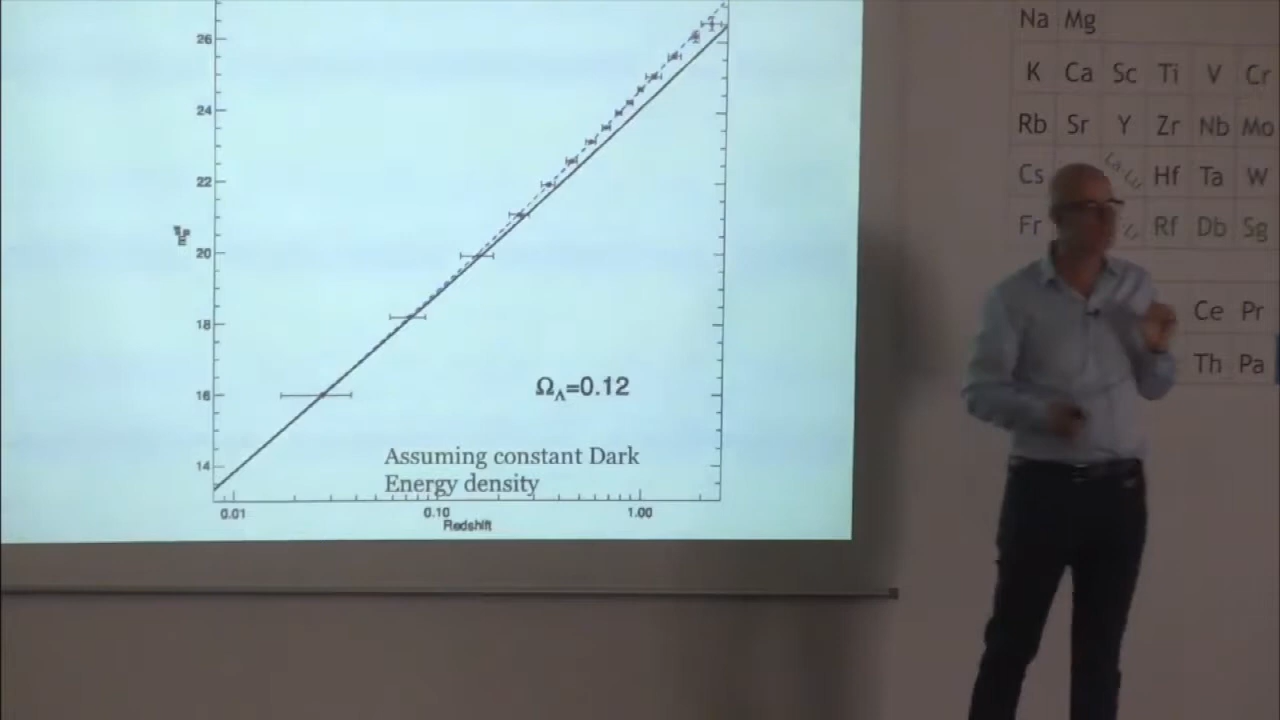 26
24
22
20
18
16
14
0.01 0.10 1.00
Redshift
Ω_Λ=0.12
Assuming constant Dark
Energy density
Na Mg
K Ca Sc Ti V Cr
Rb Sr Y Zr Nb Mo
Cs La-Lu Hf Ta W
Fr Rf Db Sg
Ce Pr
Th Pa